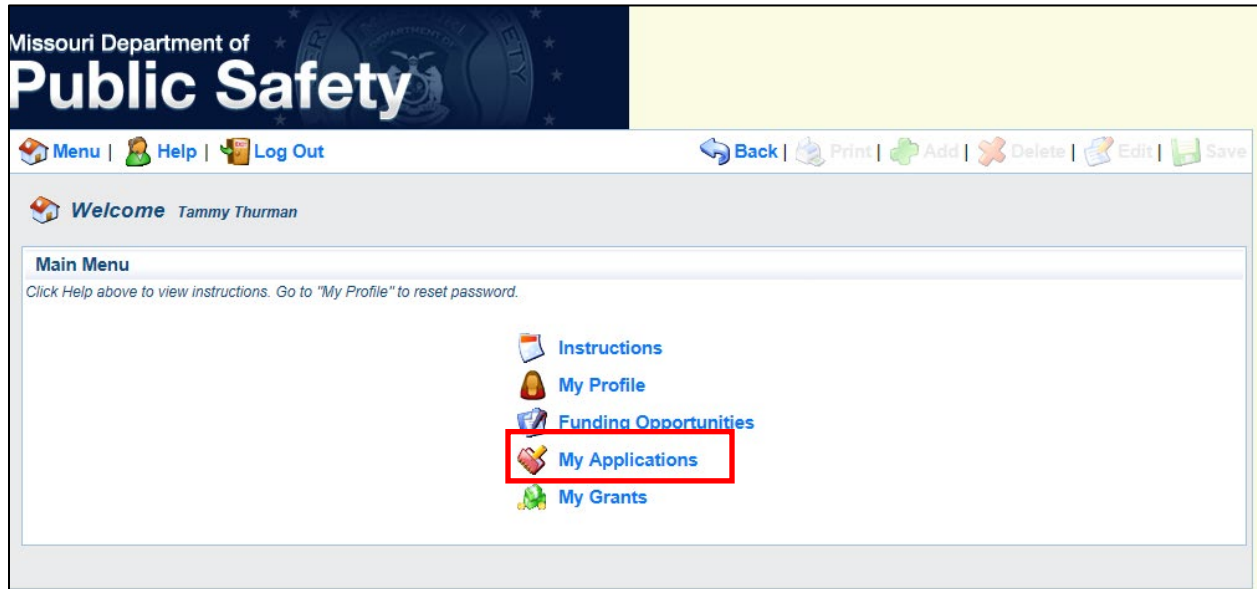 Missouri Department of
Public Safety
Menu | Help | Log Out
Back | Print | Add | Delete | Edit | Save
Welcome Tammy Thurman
Main Menu
Click Help above to view instructions. Go to "My Profile" to reset password.
Instructions
My Profile
Funding Opportunities
My Applications
My Grants